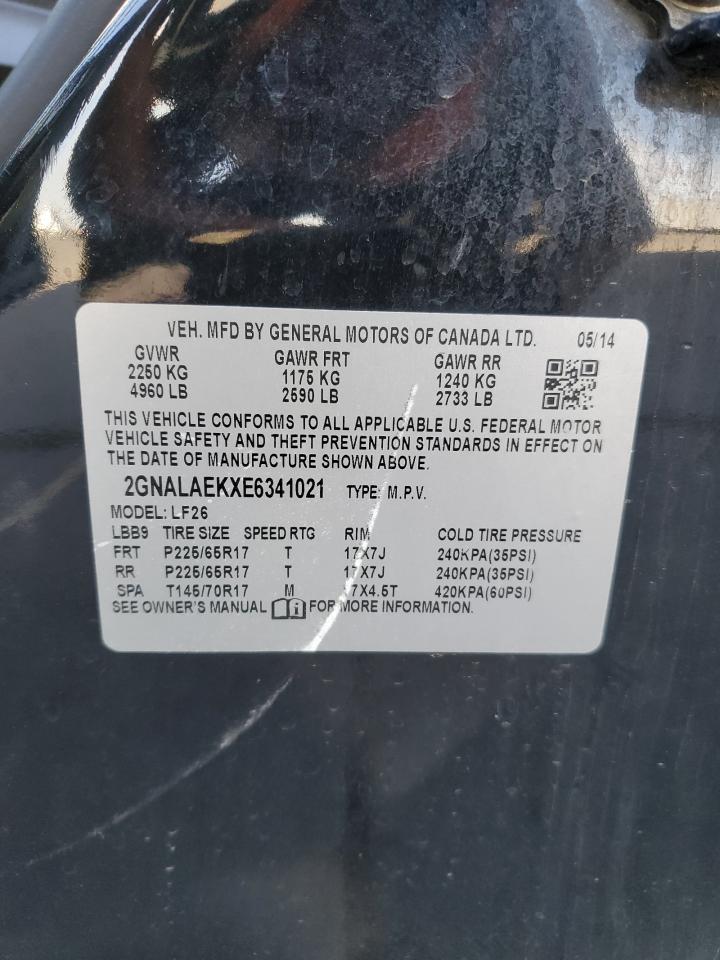 VEH. MFD BY GENERAL MOTORS OF CANADA LTD. 05/14
GVWR GAWR FRT GAWR RR
2250 KG 1175 KG 1240 KG
4960 LB 2590 LB 2733 LB
THIS VEHICLE CONFORMS TO ALL APPLICABLE U.S. FEDERAL MOTOR
VEHICLE SAFETY AND THEFT PREVENTION STANDARDS IN EFFECT ON
THE DATE OF MANUFACTURE SHOWN ABOVE.
2GNALAEKXE6341021 TYPE: M.P.V.
MODEL: LF26
LBB9 TIRE SIZE SPEED RTG RIM COLD TIRE PRESSURE
FRT P225/65R17 T 17X7J 240KPA(35PSI)
RR P225/65R17 T 17X7J 240KPA(35PSI)
SPA T145/70R17 M 17X4.5T 420KPA(60PSI)
SEE OWNER'S MANUAL FOR MORE INFORMATION.